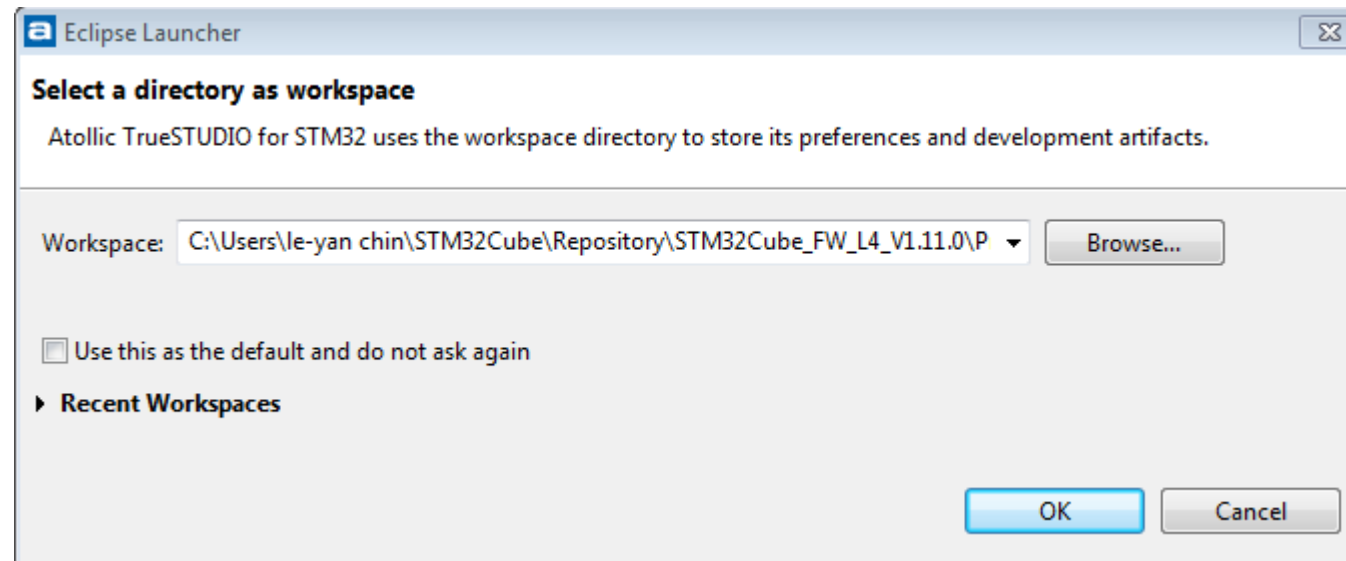 a Eclipse Launcher
Select a directory as workspace
Atollic TrueSTUDIO for STM32 uses the workspace directory to store its preferences and development artifacts.
Workspace: C:\Users\le-yan chin\STM32Cube\Repository\STM32Cube_FW_L4_V1.11.0\P Browse...
Use this as the default and do not ask again
Recent Workspaces
OK Cancel